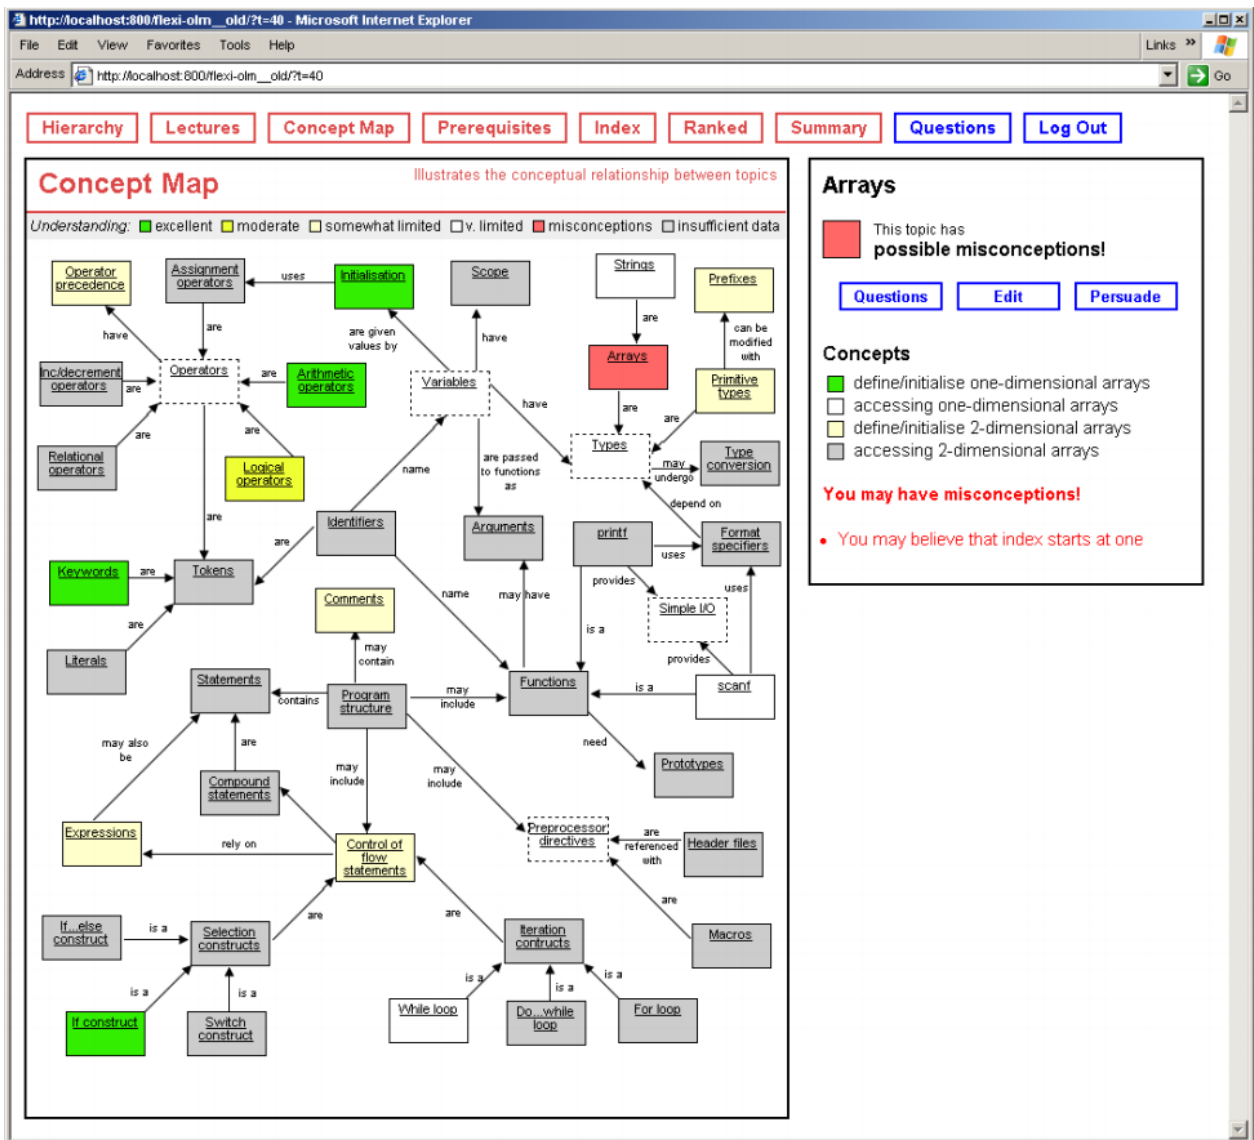 http://localhost:800/flexi-olm__old/?t=40 - Microsoft Internet Explorer
File Edit View Favorites Tools Help
Links »
Address http://localhost:800/flexi-olm__old/?t=40
Go
Hierarchy Lectures Concept Map Prerequisites Index Ranked Summary Questions Log Out
Concept Map
Illustrates the conceptual relationship between topics
Understanding: excellent moderate somewhat limited v. limited misconceptions insufficient data
Operator
precedence
Assignment
operators
uses
Initialisation
Scope
Strings
Prefixes
have
are
are given
values by
have
are
can be
modified
with
Inc/decrement
operators
are
Operators
are
Arithmetic
operators
Variables
Arrays
Primitive
types
have
are
are
are
are
Relational
operators
Logical
operators
name
are passed
to functions
as
Types
may
undergo
Type
conversion
depend on
are
Identifiers
Arguments
printf
uses
Format
specifiers
are
Keywords
are
Tokens
provides
uses
Comments
name
may have
Simple I/O
are
is a
Literals
may
contain
provides
Statements
contains
Program
structure
may
include
Functions
is a
scanf
may also
be
are
may
include
may
include
need
Prototypes
Compound
statements
Expressions
rely on
Control of
flow
statements
Preprocessor
directives
are
referenced
with
Header files
are
are
are
If...else
construct
is a
Selection
constructs
Iteration
contructs
Macros
is a
is a
is a
is a
is a
If construct
Switch
construct
While loop
Do...while
loop
For loop
Arrays
This topic has
possible misconceptions!
Questions Edit Persuade
Concepts
define/initialise one-dimensional arrays
accessing one-dimensional arrays
define/initialise 2-dimensional arrays
accessing 2-dimensional arrays
You may have misconceptions!
• You may believe that index starts at one